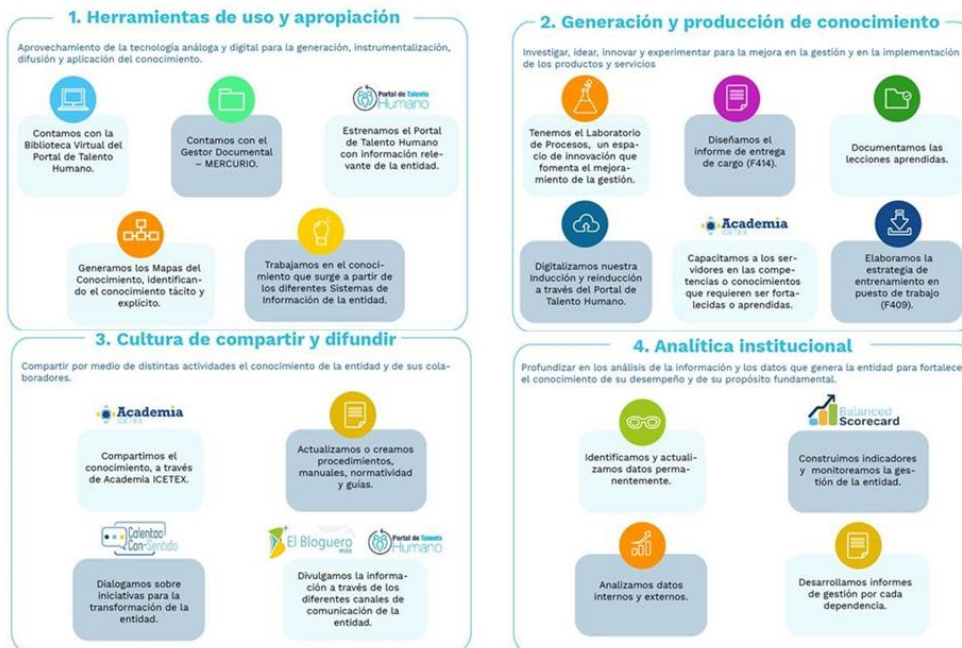 1. Herramientas de uso y apropiación
Aprovechamiento de la tecnología análoga y digital para la generación, instrumentalización,
difusión y aplicación del conocimiento.
Contamos con la
Biblioteca Virtual del
Portal de Talento
Humano.
Contamos con el
Gestor Documental
– MERCURIO.
Portal de Talento
Humano
Estrenamos el Portal
de Talento Humano
con información rele-
vante de la entidad.
Generamos los Mapas del
Conocimiento, identifican-
do el conocimiento tácito y
explícito.
Trabajamos en el conoci-
miento que surge a partir de
los diferentes Sistemas de
Información de la entidad.
2. Generación y producción de conocimiento
Investigar, idear, innovar y experimentar para la mejora en la gestión y en la implementación
de los productos y servicios
Tenemos el Laboratorio
de Procesos, un espa-
cio de innovación que
fomenta el mejora-
miento de la gestión.
Diseñamos el
informe de entrega
de cargo (F414).
Documentamos las
lecciones aprendidas.
Digitalizamos nuestra
Inducción y reinducción
a través del Portal de
Talento Humano.
Academia
ICETEX
Capacitamos a los ser-
vidores en las compe-
tencias o conocimientos
que requieren ser forta-
lecidas o aprendidas.
Elaboramos la
estrategia de
entrenamiento en
puesto de trabajo
(F409).
3. Cultura de compartir y difundir
Compartir por medio de distintas actividades el conocimiento de la entidad y de sus cola-
boradores.
Academia
ICETEX
Compartimos el
conocimiento, a través
de Academia ICETEX.
Actualizamos o creamos
procedimientos,
manuales, normatividad
y guías.
Calentao
Con-Sentido
Dialogamos sobre
iniciativas para la
transformación de la
entidad.
El Bloguero
más
Portal de Talento
Humano
Divulgamos la informa-
ción a través de los
diferentes canales de
comunicación de la
entidad.
4. Analítica institucional
Profundizar en los análisis de la información y los datos que genera la entidad para fortalece
el conocimiento de su desempeño y de su propósito fundamental.
Identificamos y actuali-
zamos datos perma-
nentemente.
Balanced
Scorecard
Construimos indicadores
y monitoreamos la ges-
tión de la entidad.
Analizamos datos
internos y externos.
Desarrollamos informes
de gestión por cada
dependencia.